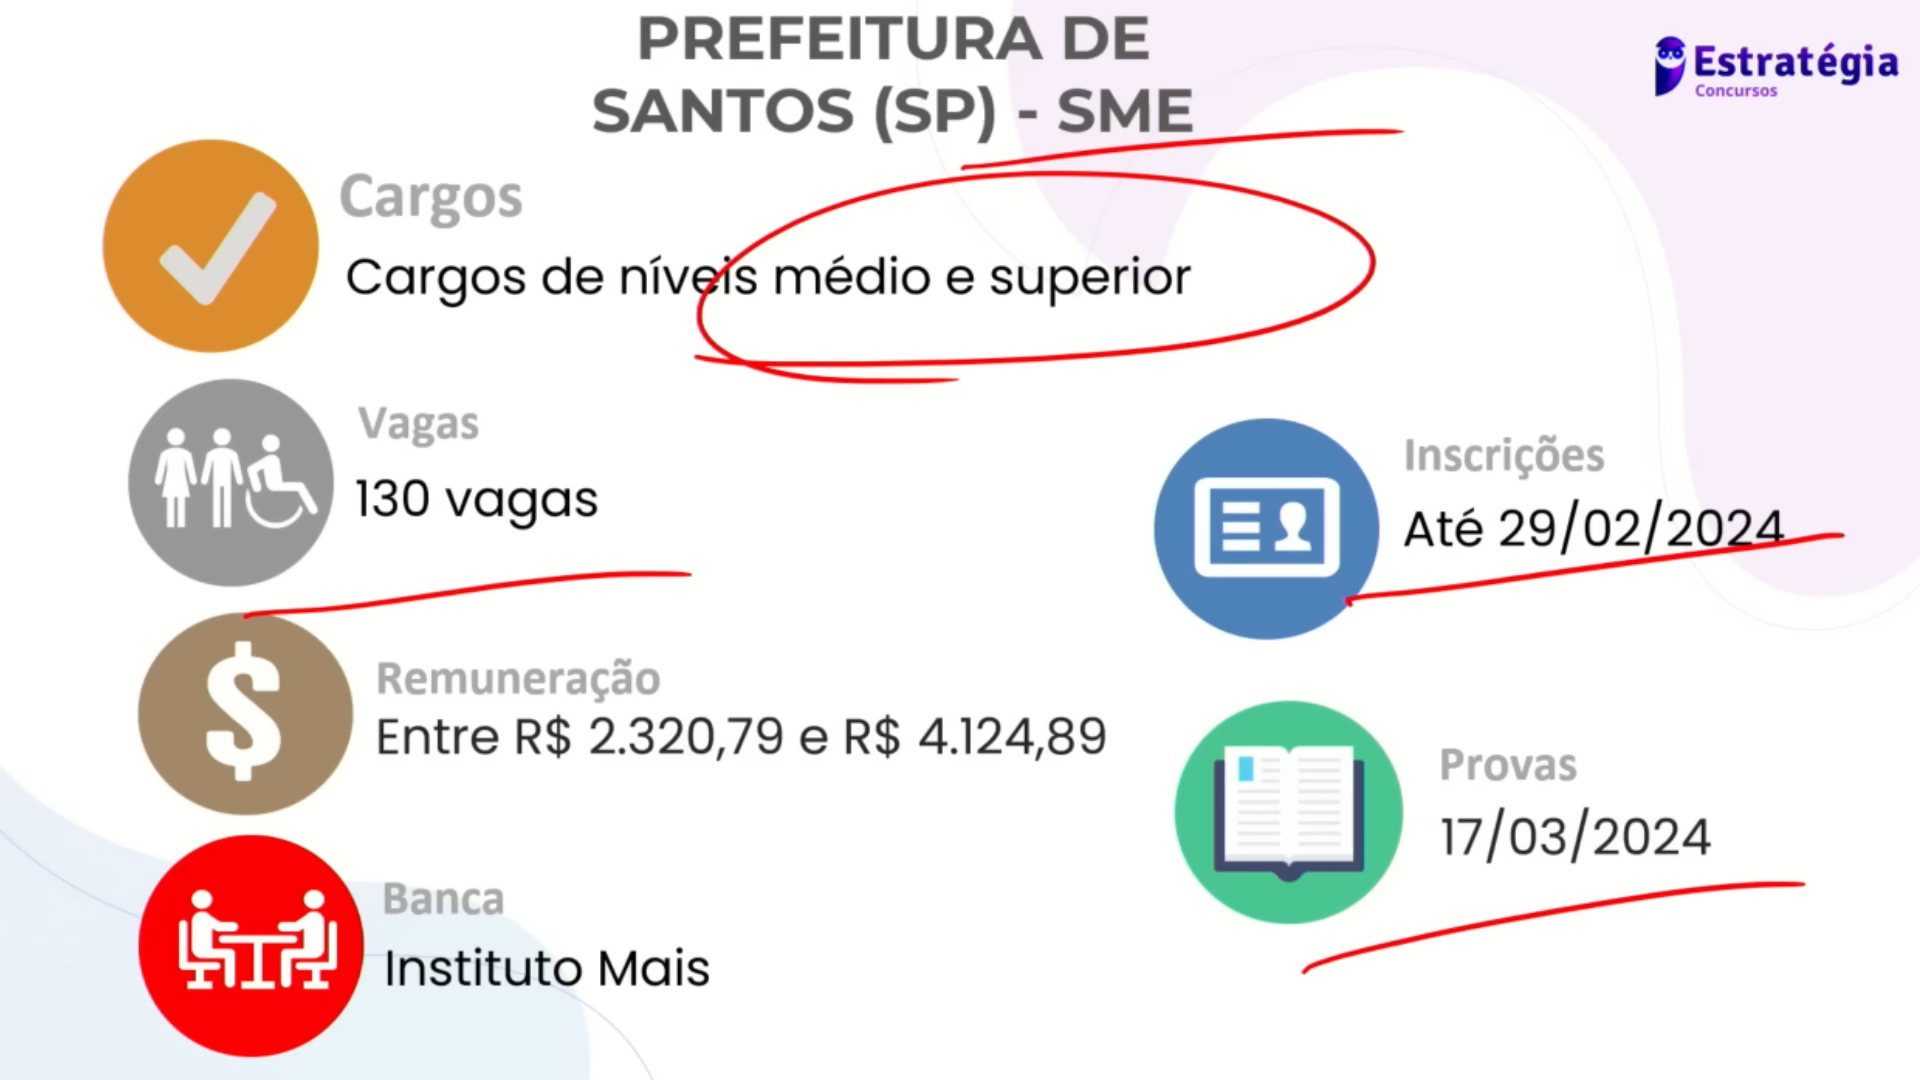 PREFEITURA DE
SANTOS (SP) - SME
Estratégia
Concursos
Cargos
Cargos de níveis médio e superior
Vagas
130 vagas
Inscrições
Até 29/02/2024
Remuneração
Entre R$ 2.320,79 e R$ 4.124,89
Provas
17/03/2024
Banca
Instituto Mais